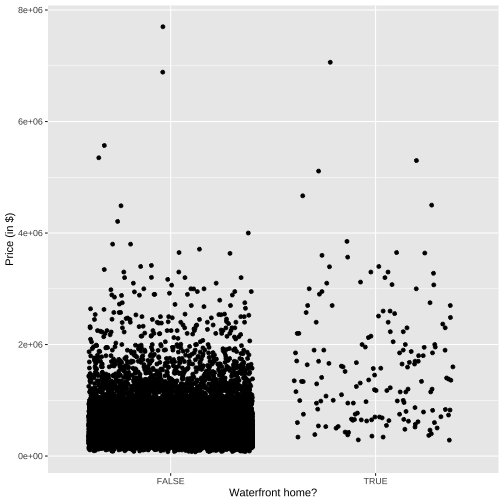 8e+06
6e+06
4e+06
2e+06
0e+00
Price (in $)
FALSE
TRUE
Waterfront home?